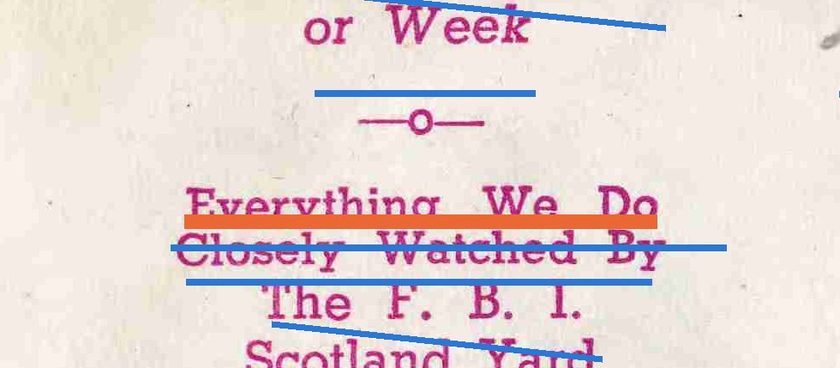 or Week
Everything We Do
Closely Watched By
The F. B. I.
Scotland Yard